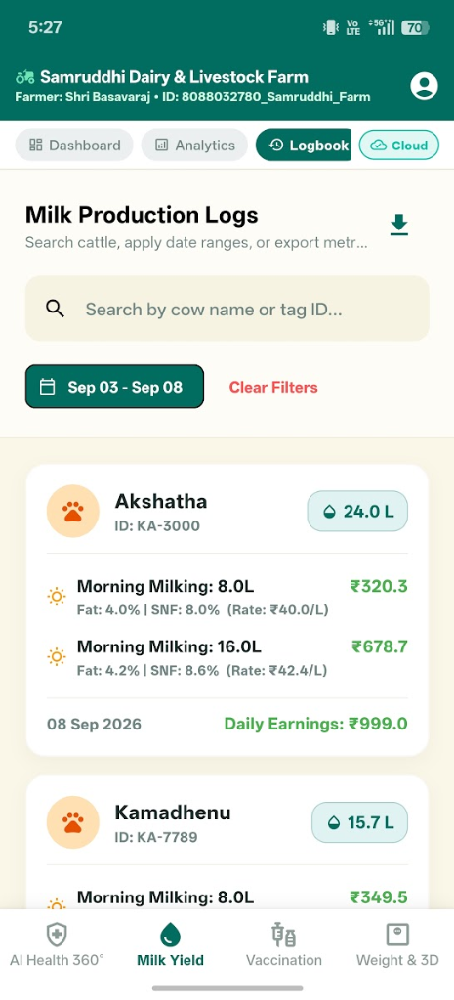 5:27
Vo
LTE
5G
70
Samruddhi Dairy & Livestock Farm
Farmer: Shri Basavaraj • ID: 8088032780_Samruddhi_Farm
Dashboard
Analytics
Logbook
Cloud
Milk Production Logs
Search cattle, apply date ranges, or export metr...
Search by cow name or tag ID...
Sep 03 - Sep 08
Clear Filters
Akshatha
ID: KA-3000
24.0 L
Morning Milking: 8.0L ₹320.3
Fat: 4.0% | SNF: 8.0% (Rate: ₹40.0/L)
Morning Milking: 16.0L ₹678.7
Fat: 4.2% | SNF: 8.6% (Rate: ₹42.4/L)
08 Sep 2026 Daily Earnings: ₹999.0
Kamadhenu
ID: KA-7789
15.7 L
Morning Milking: 8.0L ₹349.5
AI Health 360°
Milk Yield
Vaccination
Weight & 3D